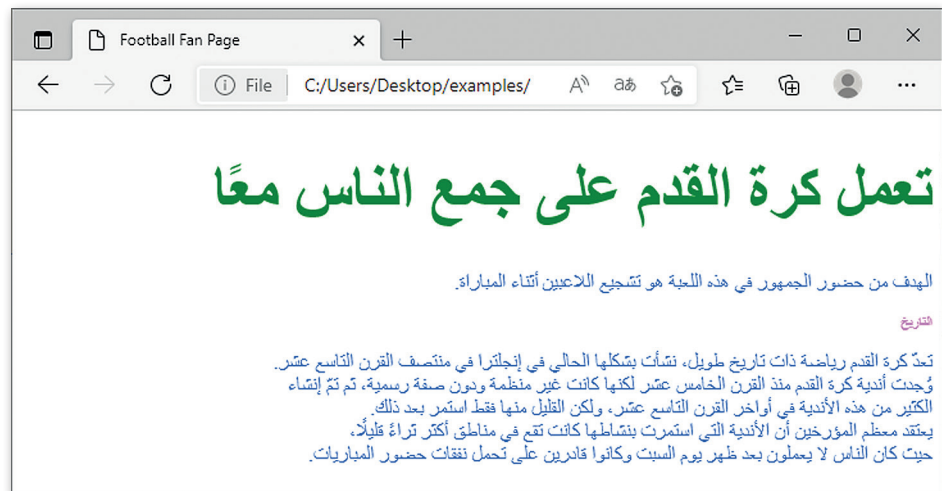 Football Fan Page
File C:/Users/Desktop/examples/
تعمل كرة القدم على جمع الناس معًا
الهدف من حضور الجمهور في هذه اللعبة هو تشجيع اللاعبين أثناء المباراة.
التاريخ
تعدّ كرة القدم رياضة ذات تاريخ طويل، نشأت بشكلها الحالي في إنجلترا في منتصف القرن التاسع عشر.
وُجدت أندية كرة القدم منذ القرن الخامس عشر لكنها كانت غير منظمة ودون صفة رسمية، ثم تمّ إنشاء
الكثير من هذه الأندية في أواخر القرن التاسع عشر، ولكن القليل منها فقط استمر بعد ذلك.
يعتقد معظم المؤرخين أن الأندية التي استمرت بنشاطها كانت تقع في مناطق أكثر ثراءً قليلًا،
حيث كان الناس لا يعملون بعد ظهر يوم السبت وكانوا قادرين على تحمل نفقات حضور المباريات.